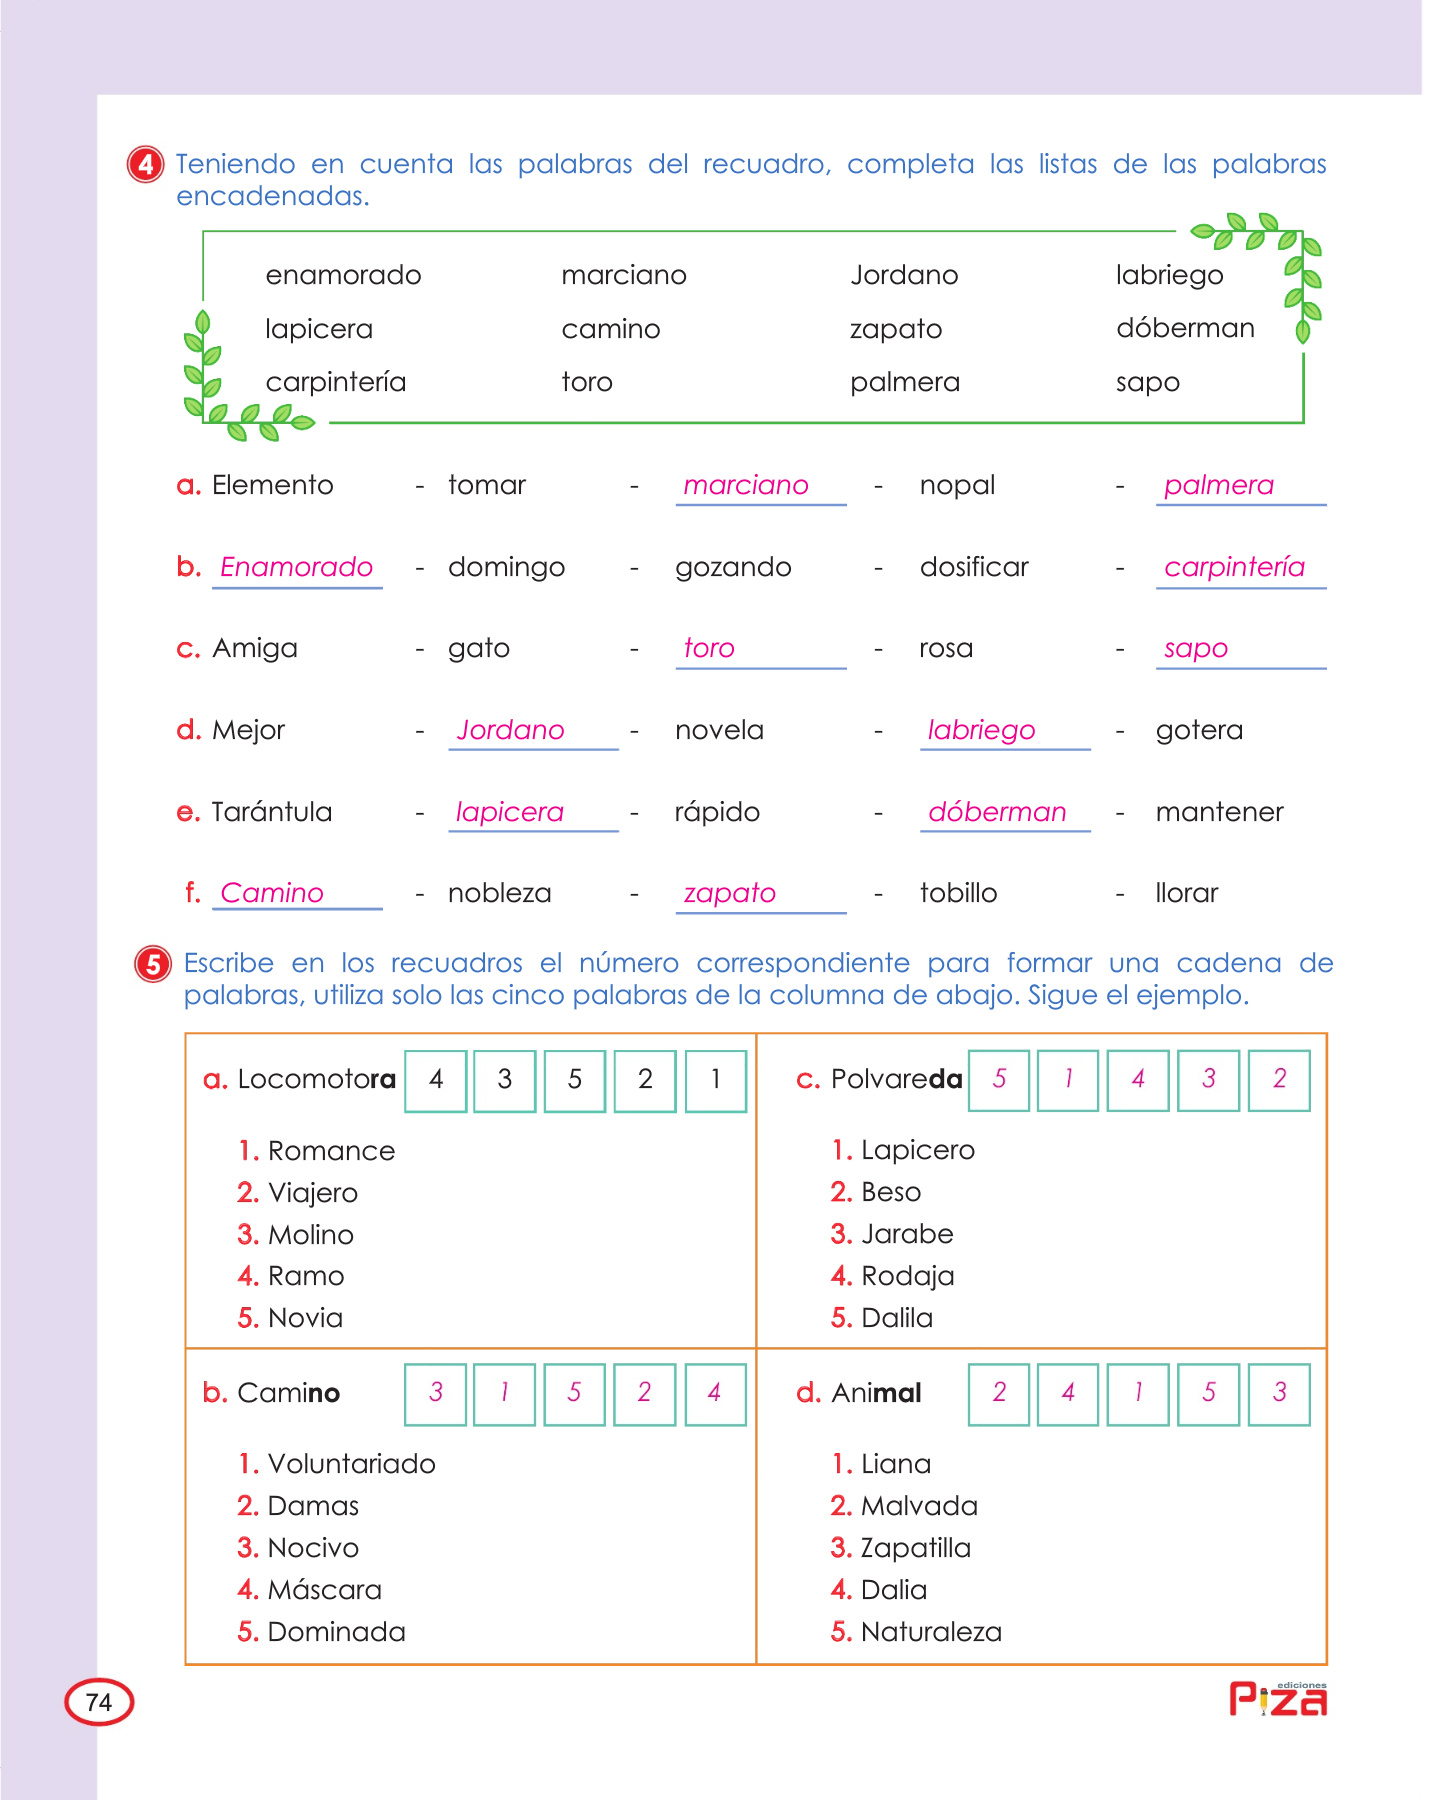 4 Teniendo en cuenta las palabras del recuadro, completa las listas de las palabras
encadenadas.
enamorado marciano Jordano labriego
lapicera camino zapato dóberman
carpintería toro palmera sapo
a. Elemento - tomar - marciano - nopal - palmera
b. Enamorado - domingo - gozando - dosificar - carpintería
c. Amiga - gato - toro - rosa - sapo
d. Mejor - Jordano - novela - labriego - gotera
e. Tarántula - lapicera - rápido - dóberman - mantener
f. Camino - nobleza - zapato - tobillo - llorar
5 Escribe en los recuadros el número correspondiente para formar una cadena de
palabras, utiliza solo las cinco palabras de la columna de abajo. Sigue el ejemplo.
a. Locomotora 4 3 5 2 1
1. Romance
2. Viajero
3. Molino
4. Ramo
5. Novia
c. Polvareda 5 1 4 3 2
1. Lapicero
2. Beso
3. Jarabe
4. Rodaja
5. Dalila
b. Camino 3 1 5 2 4
1. Voluntariado
2. Damas
3. Nocivo
4. Máscara
5. Dominada
d. Animal 2 4 1 5 3
1. Liana
2. Malvada
3. Zapatilla
4. Dalia
5. Naturaleza
74
ediciones
Piza